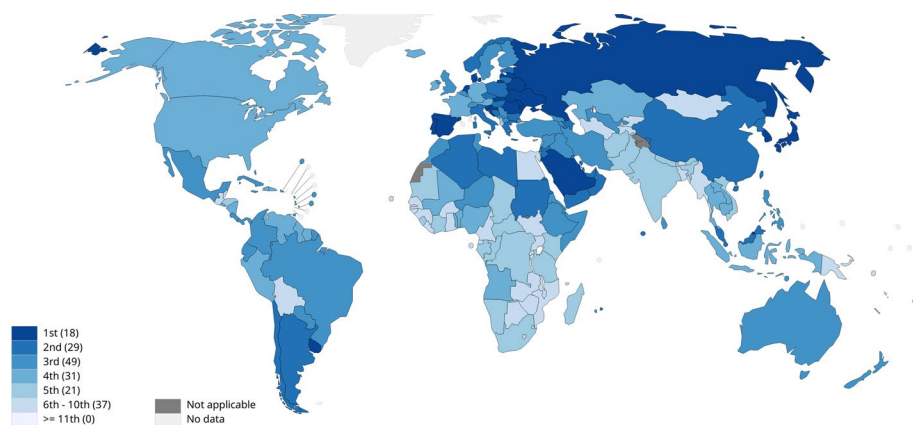 1st (18)
2nd (29)
3rd (49)
4th (31)
5th (21)
6th - 10th (37)
>= 11th (0)
Not applicable
No data